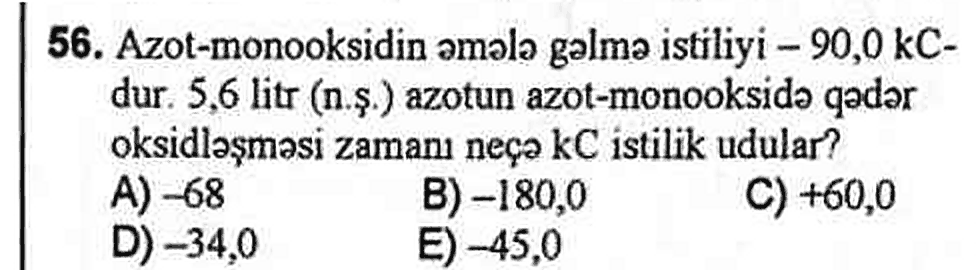 56. Azot-monooksidin əmələ gəlmə istiliyi – 90,0 kC-
dur. 5,6 litr (n.ş.) azotun azot-monooksidə qədər
oksidləşməsi zamanı neçə kC istilik udular?
A) –68 B) –180,0 C) +60,0
D) –34,0 E) –45,0